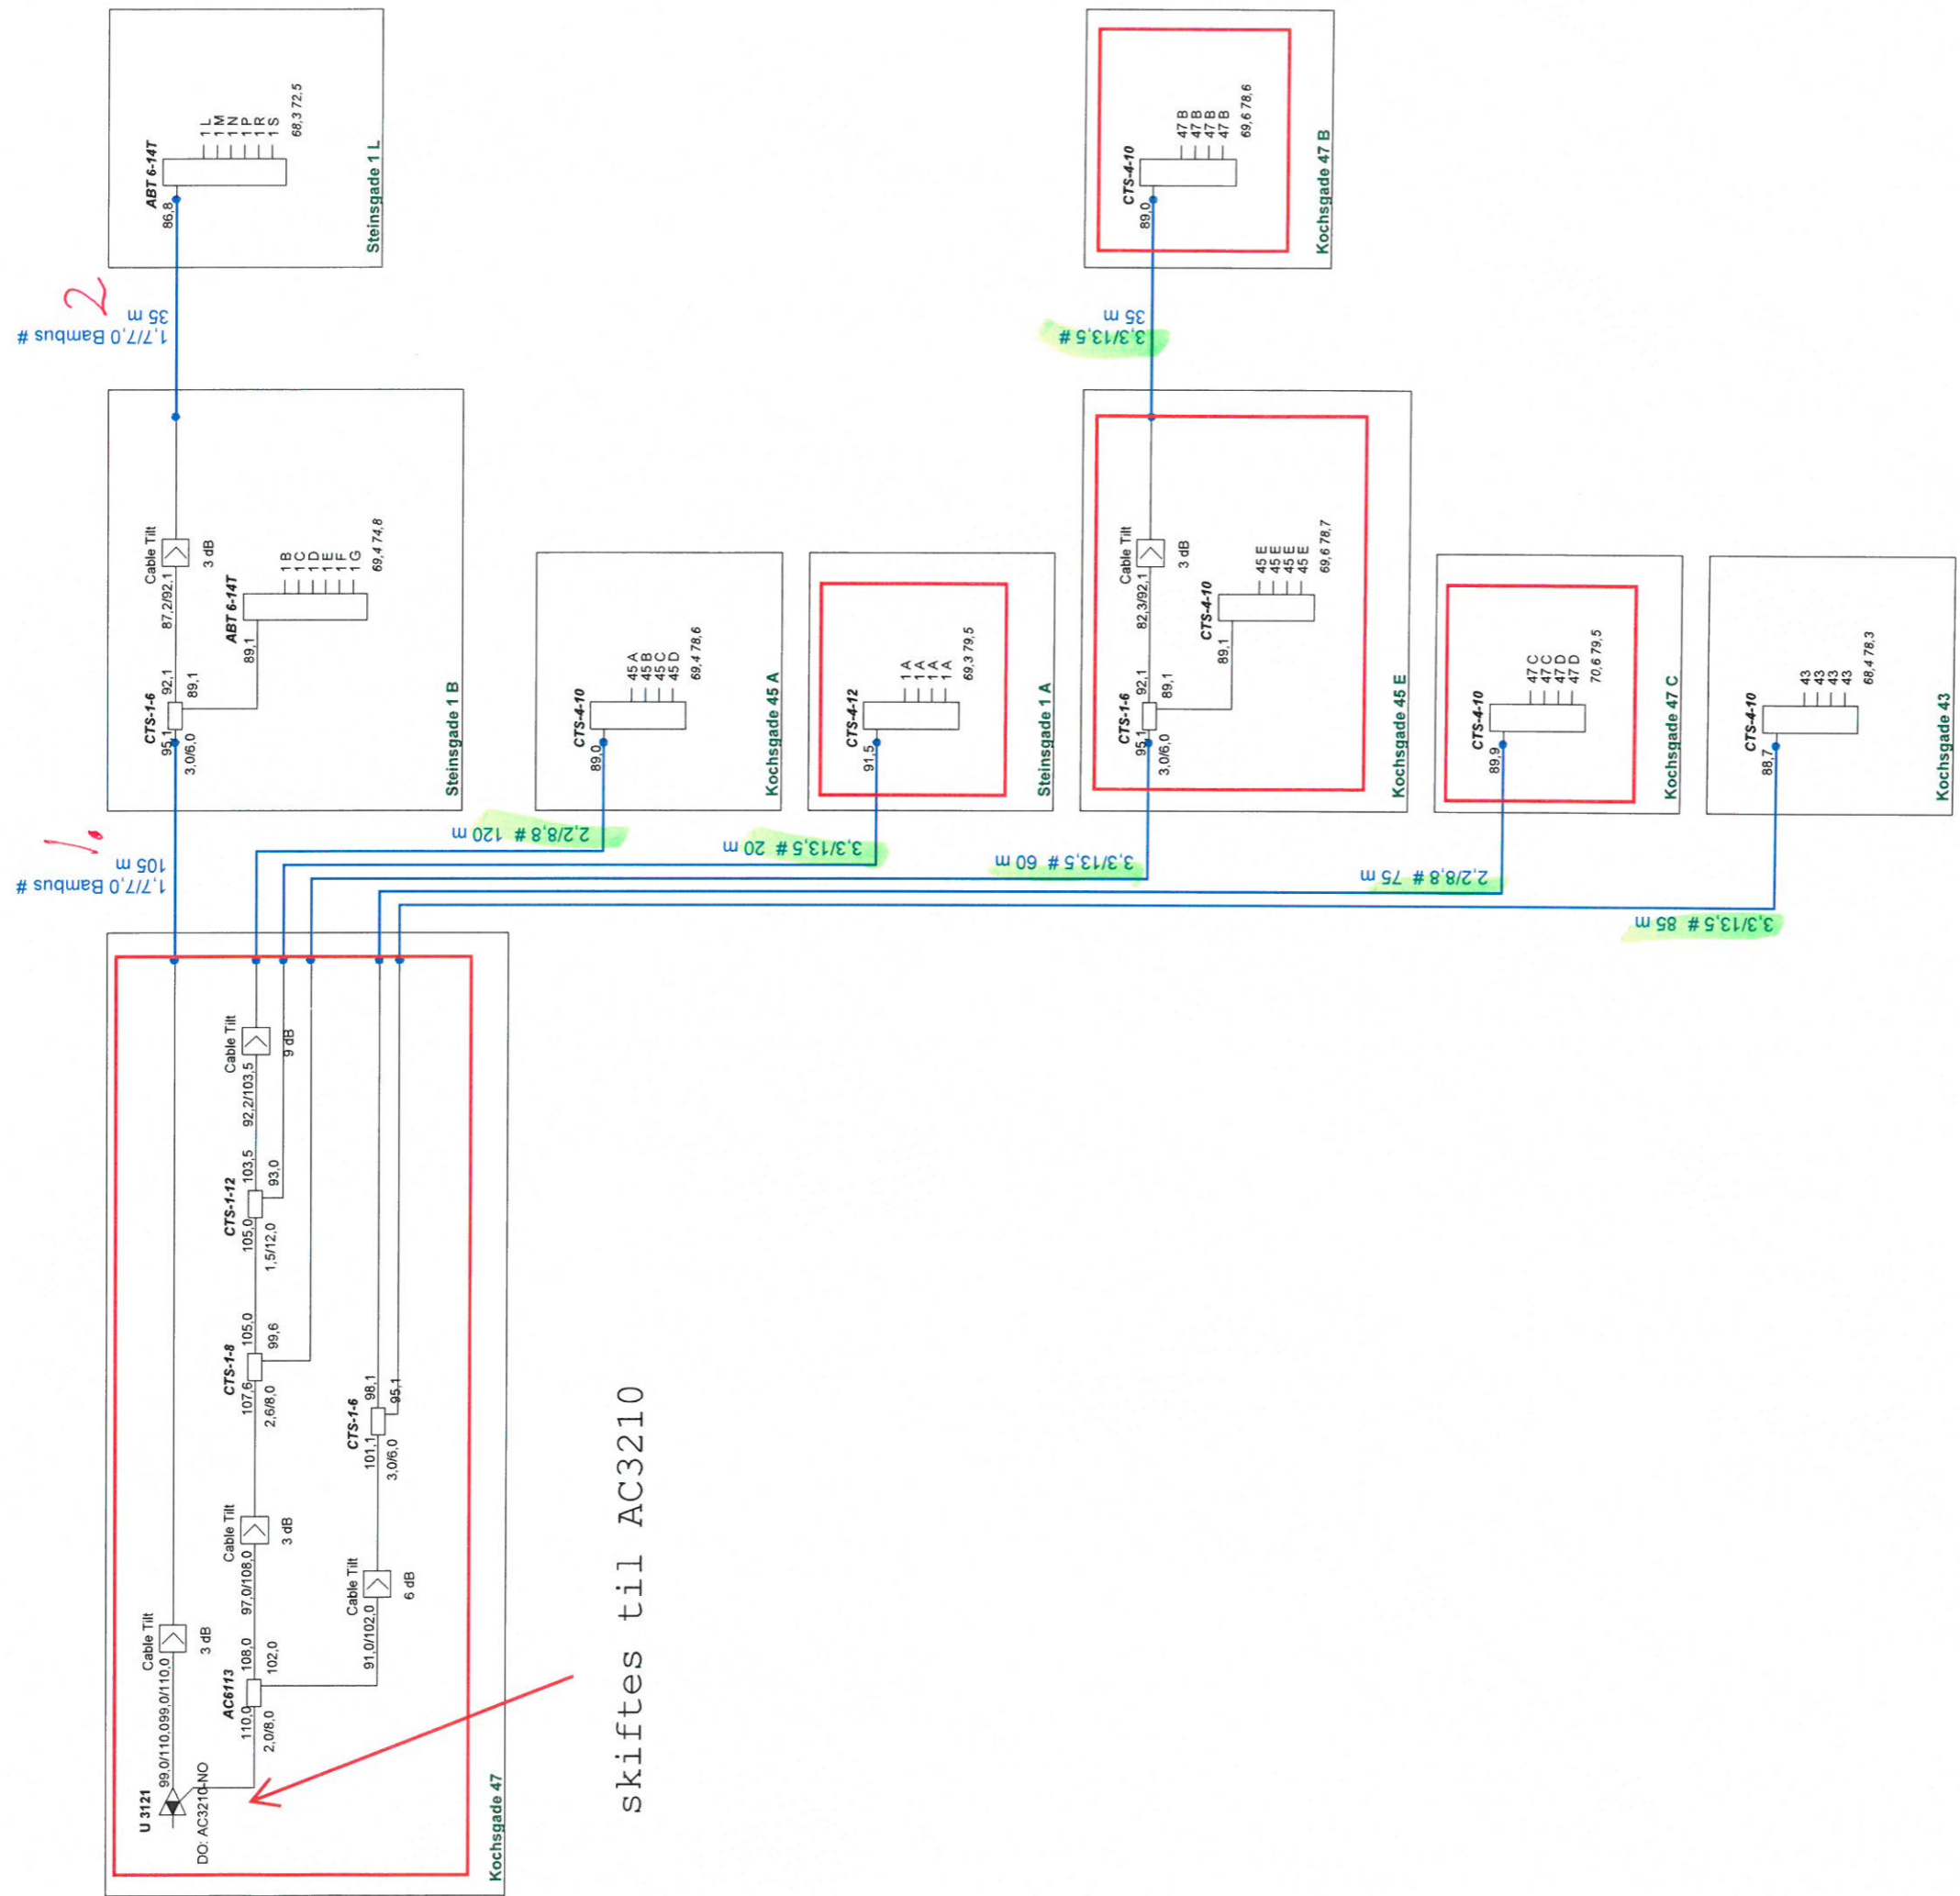 1,7/7,0 Bambus #
35 m
2
ABT 6-14T
86,8
1 L
1 M
1 N
1 P
1 R
1 S
68,3 72,5
Steinsgade 1 L
CTS-4-10
89,0
47 B
47 B
47 B
47 B
69,6 78,6
Kochsgade 47 B
3,3/13,5 #
35 m
CTS-1-6
95,1
92,1
3,0/6,0
89,1
87,2/92,1
Cable Tilt
3 dB
ABT 6-14T
89,1
1 B
1 C
1 D
1 E
1 F
1 G
69,4 74,8
Steinsgade 1 B
CTS-4-10
89,0
45 A
45 B
45 C
45 D
69,4 78,6
Kochsgade 45 A
CTS-4-12
91,5
1 A
1 A
1 A
1 A
69,3 79,5
Steinsgade 1 A
CTS-1-6
95,1
92,1
3,0/6,0
89,1
82,3/92,1
Cable Tilt
3 dB
CTS-4-10
89,1
45 E
45 E
45 E
45 E
69,6 78,7
Kochsgade 45 E
CTS-4-10
89,9
47 C
47 C
47 D
47 D
70,6 79,5
Kochsgade 47 C
CTS-4-10
88,7
43
43
43
43
68,4 78,3
Kochsgade 43
1.
1,7/7,0 Bambus #
105 m
2,2/8,8 # 120 m
3,3/13,5 # 20 m
3,3/13,5 # 60 m
2,2/8,8 # 75 m
3,3/13,5 # 85 m
U 3121
DO: AC3210-NO
99,0/110,099,0/110,0
Cable Tilt
3 dB
AC6113
110,0
108,0
2,0/8,0
102,0
97,0/108,0
Cable Tilt
3 dB
CTS-1-8
107,6
105,0
2,6/8,0
99,6
CTS-1-12
105,0
103,5
1,5/12,0
93,0
92,2/103,5
Cable Tilt
9 dB
91,0/102,0
Cable Tilt
6 dB
CTS-1-6
101,1
98,1
3,0/6,0
95,1
Kochsgade 47
skiftes til AC3210